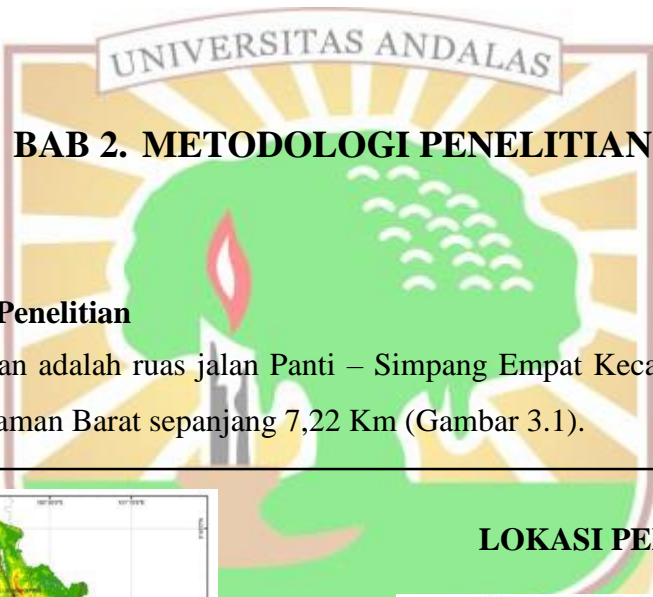 UNIVERSITAS ANDALAS
BAB 2. METODOLOGI PENELITIAN
Penelitian
an adalah ruas jalan Panti – Simpang Empat Keca
aman Barat sepanjang 7,22 Km (Gambar 3.1).
LOKASI PE